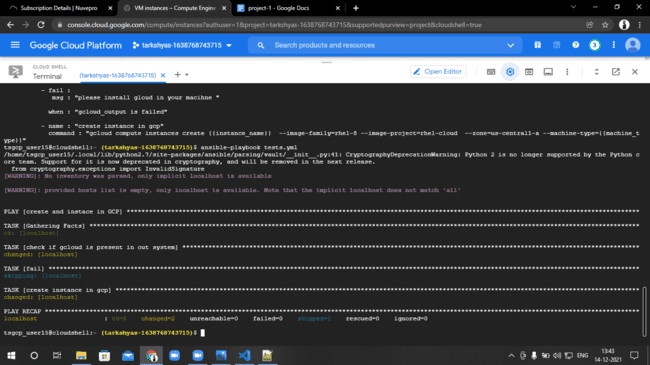 Subscription Details | Nuvepro
VM instances – Compute Engine
project-1 - Google Docs
console.cloud.google.com/compute/instances?authuser=1&project=tarkshyas-1638768743715&supportedpurview=project&cloudshell=true
Google Cloud Platform
tarkshyas-1638768743715
Search products and resources
3
CLOUD SHELL
Terminal
(tarkshyas-1638768743715)
Open Editor
- fail :
msg : "please install gloud in your machine "
when : "gcloud_output is failed"
- name : "create instance in gcp"
command : "gcloud compute instances create {{instance_name}} --image-family=rhel-8 --image-project=rhel-cloud --zone=us-central1-a --machine-type={{machine_t
ype}}"
tsgcp_user15@cloudshell:~ (tarkshyas-1638768743715)$ ansible-playbook tests.yml
/home/tsgcp_user15/.local/lib/python2.7/site-packages/ansible/parsing/vault/__init__.py:41: CryptographyDeprecationWarning: Python 2 is no longer supported by the Python c
ore team. Support for it is now deprecated in cryptography, and will be removed in the next release.
from cryptography.exceptions import InvalidSignature
[WARNING]: No inventory was parsed, only implicit localhost is available
[WARNING]: provided hosts list is empty, only localhost is available. Note that the implicit localhost does not match 'all'
PLAY [create and instace in GCP]
TASK [Gathering Facts]
ok: [localhost]
TASK [check if gcloud is present in out system]
changed: [localhost]
TASK [fail]
skipping: [localhost]
TASK [create instance in gcp]
changed: [localhost]
PLAY RECAP
localhost : ok=3 changed=2 unreachable=0 failed=0 skipped=1 rescued=0 ignored=0
tsgcp_user15@cloudshell:~ (tarkshyas-1638768743715)$
ENG
13:43
14-12-2021